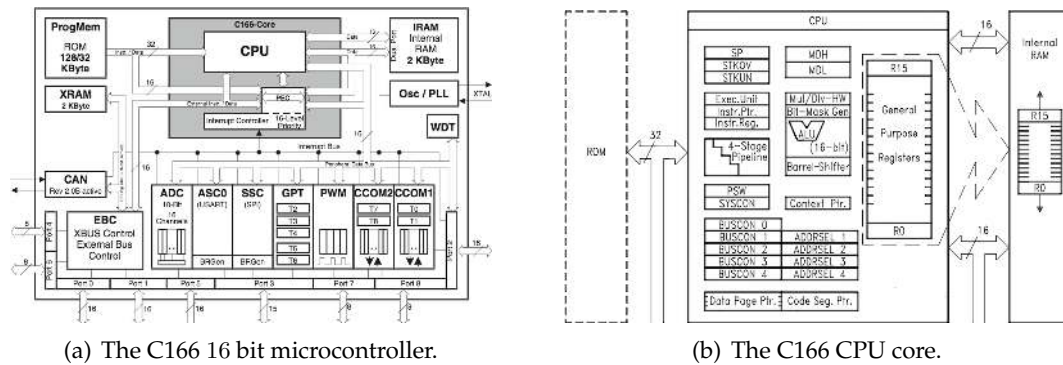 ProgMem
ROM
128/32
KByte
C166-Core
CPU
32
16
IRAM
Internal
RAM
2 KByte
Dual Port
Data
XRAM
2 KByte
16
PEC
Osc / PLL
XTAL
External Instr. / Data
Interrupt Controller
16-Level
Priority
16
WDT
Interrupt Bus
Peripheral Data Bus
CAN
Rev 2.0B active
16
EBC
XBUS Control
External Bus
Control
ADC
10-Bit
16
Channels
ASC0
(USART)
BRGen
SSC
(SPI)
BRGen
GPT
T2
T3
T4
T5
T6
PWM
CCOM2
T7
T8
CCOM1
T0
T1
Port 4
Port 2
16
Port 0
Port 1
Port 5
Port 3
Port 7
Port 8
16
16
16
15
8
(a) The C166 16 bit microcontroller.
ROM
32
CPU
SP
STKOV
STKUN
MDH
MDL
Exec.Unit
Instr.Ptr.
Instr.Reg.
Mul/Div-HW
Bit-Mask Gen.
ALU
(16-bit)
Barrel-Shifter
4-Stage
Pipeline
PSW
SYSCON
Context Ptr.
BUSCON 0
BUSCON 1
BUSCON 2
BUSCON 3
BUSCON 4
ADDRSEL 1
ADDRSEL 2
ADDRSEL 3
ADDRSEL 4
Data Page Ptr.
Code Seg. Ptr.
R15
General
Purpose
Registers
R0
16
16
Internal
RAM
R15
R0
(b) The C166 CPU core.